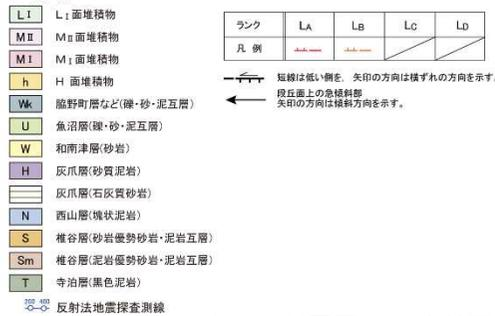 LⅠ LⅠ面堆積物
MⅡ MⅡ面堆積物
MⅠ MⅠ面堆積物
h H 面堆積物
Wk 脇野町層など(礫・砂・泥互層)
U 魚沼層(礫・砂・泥互層)
W 和南津層(砂岩)
H 灰爪層(砂質泥岩)
灰爪層(石灰質砂岩)
N 西山層(塊状泥岩)
S 椎谷層(砂岩優勢砂岩・泥岩互層)
Sm 椎谷層(泥岩優勢砂岩・泥岩互層)
T 寺泊層(黒色泥岩)
200 400 反射法地震探査測線
ランク LA LB LC LD
凡 例
短線は低い側を、矢印の方向は横ずれの方向を示す。
段丘面上の急傾斜部
矢印の方向は傾斜方向を示す。